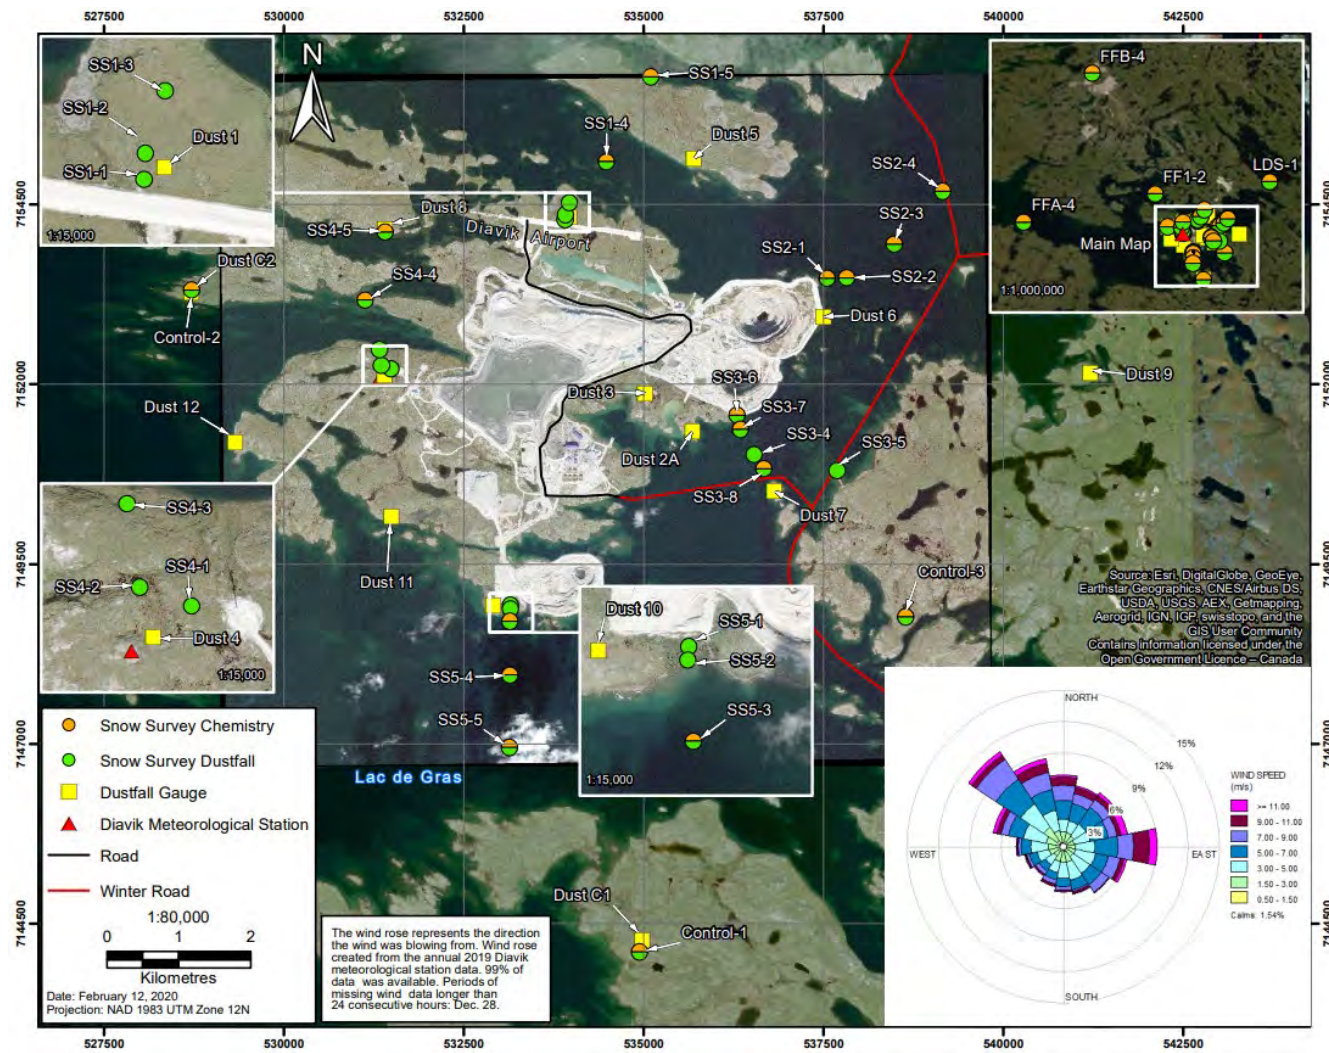 527500
530000
532500
535000
537500
540000
542500
7154500
7152000
7149500
7147000
7144500
SS1-3
SS1-2
Dust 1
SS1-1
1:15,000
N
SS1-5
SS1-4
Dust 5
SS2-4
SS2-3
SS2-1
SS2-2
Dust 6
Dust 8
SS4-5
Diavik Airport
Dust C2
SS4-4
Control-2
FFB-4
LDS-1
FF1-2
FFA-4
Main Map
1:1,000,000
Dust 9
Dust 3
SS3-6
SS3-7
SS3-4
SS3-5
Dust 2A
SS3-8
Dust 7
Dust 12
Dust 11
SS4-3
SS4-1
SS4-2
Dust 4
1:15,000
Control-3
Source: Esri, DigitalGlobe, GeoEye,
Earthstar Geographics, CNES/Airbus DS,
USDA, USGS, AEX, Getmapping,
Aerogrid, IGN, IGP, swisstopo, and the
GIS User Community
Contains information licensed under the
Open Government Licence – Canada
Dust 10
SS5-1
SS5-2
SS5-3
1:15,000
SS5-4
SS5-5
Lac de Gras
Dust C1
Control-1
Snow Survey Chemistry
Snow Survey Dustfall
Dustfall Gauge
Diavik Meteorological Station
Road
Winter Road
1:80,000
0 1 2
Kilometres
Date: February 12, 2020
Projection: NAD 1983 UTM Zone 12N
The wind rose represents the direction
the wind was blowing from. Wind rose
created from the annual 2019 Diavik
meteorological station data. 99% of
data was available. Periods of
missing wind data longer than
24 consecutive hours: Dec. 28.
NORTH
15%
12%
9%
6%
3%
WEST
EAST
SOUTH
WIND SPEED
(m/s)
>= 11.00
9.00 - 11.00
7.00 - 9.00
5.00 - 7.00
3.00 - 5.00
1.50 - 3.00
0.50 - 1.50
Calms: 1.54%
7154500
7152000
7149500
7147000
7144500
527500
530000
532500
535000
537500
540000
542500